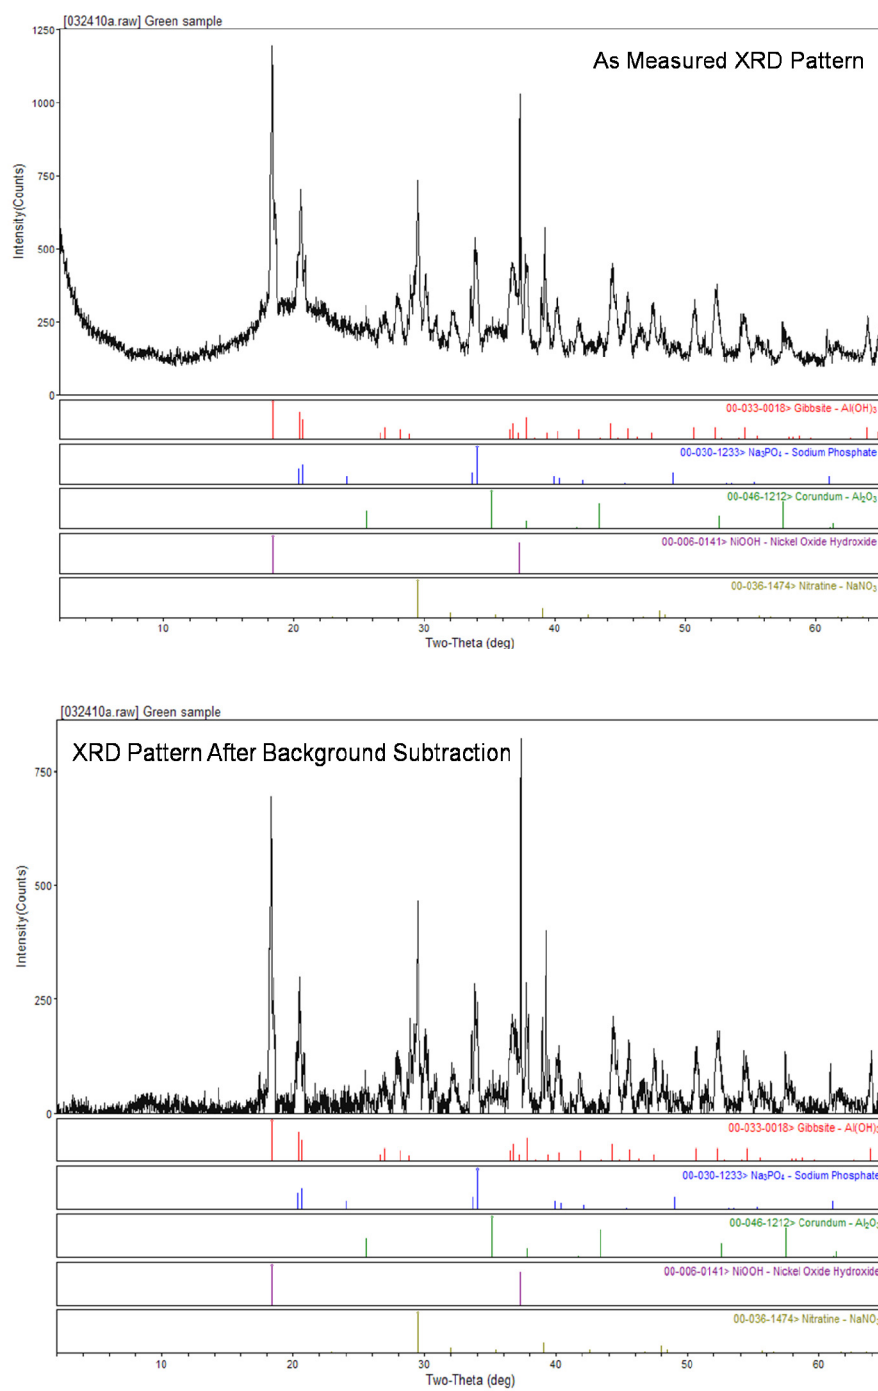 [032410a.raw] Green sample
As Measured XRD Pattern
1250
1000
750
500
250
0
Intensity(Counts)
00-033-0018> Gibbsite - Al(OH)₃
00-030-1233> Na₃PO₄ - Sodium Phosphate
00-046-1212> Corundum - Al₂O₃
00-006-0141> NiOOH - Nickel Oxide Hydroxide
00-036-1474> Nitratine - NaNO₃
10 20 30 40 50 60
Two-Theta (deg)
[032410a.raw] Green sample
XRD Pattern After Background Subtraction
750
500
250
0
Intensity(Counts)
00-033-0018> Gibbsite - Al(OH)
00-030-1233> Na₃PO₄ - Sodium Phosphate
00-046-1212> Corundum - Al₂O
00-006-0141> NiOOH - Nickel Oxide Hydroxide
00-036-1474> Nitratine - NaNO
10 20 30 40 50 60
Two-Theta (deg)